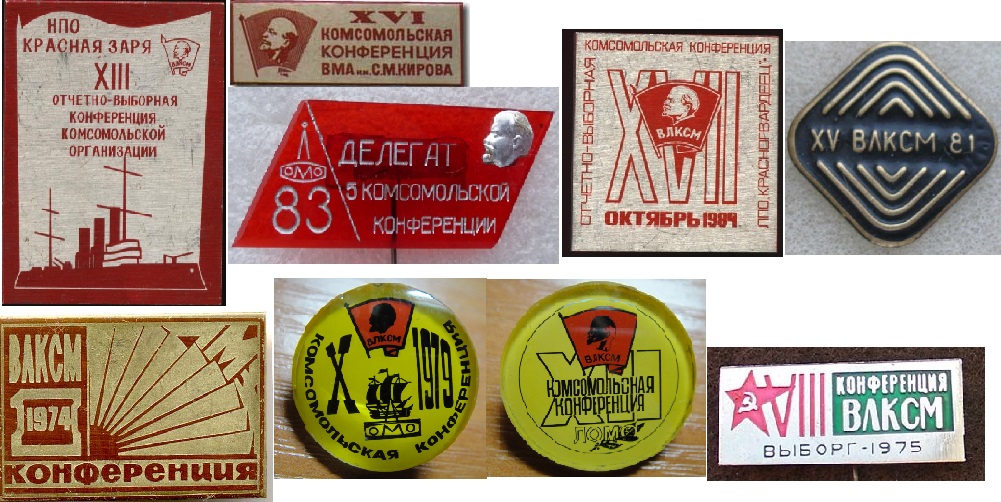 НПО
КРАСНАЯ ЗАРЯ
XIII
ВЛКСМ
ОТЧЕТНО-ВЫБОРНАЯ
КОНФЕРЕНЦИЯ
КОМСОМОЛЬСКОЙ
ОРГАНИЗАЦИИ
XVI
КОМСОМОЛЬСКАЯ
КОНФЕРЕНЦИЯ
ВМА ИМ. С.М.КИРОВА
ОМО
83
ДЕЛЕГАТ
5 КОМСОМОЛЬСКОЙ
КОНФЕРЕНЦИИ
ОТЧЕТНО-ВЫБОРНАЯ
КОМСОМОЛЬСКАЯ КОНФЕРЕНЦИЯ
ЛПО „КРАСНОГВАРДЕЕЦ"
XVII
ВЛКСМ
ОКТЯБРЬ 1984
XV ВЛКСМ 81
ВЛКСМ
1974
КОНФЕРЕНЦИЯ
ВЛКСМ
X 1979
ОМО
КОМСОМОЛЬСКАЯ КОНФЕРЕНЦИЯ
ВЛКСМ
КОМСОМОЛЬСКАЯ
КОНФЕРЕНЦИЯ
ЛОМО
VIII КОНФЕРЕНЦИЯ
ВЛКСМ
ВЫБОРГ-1975